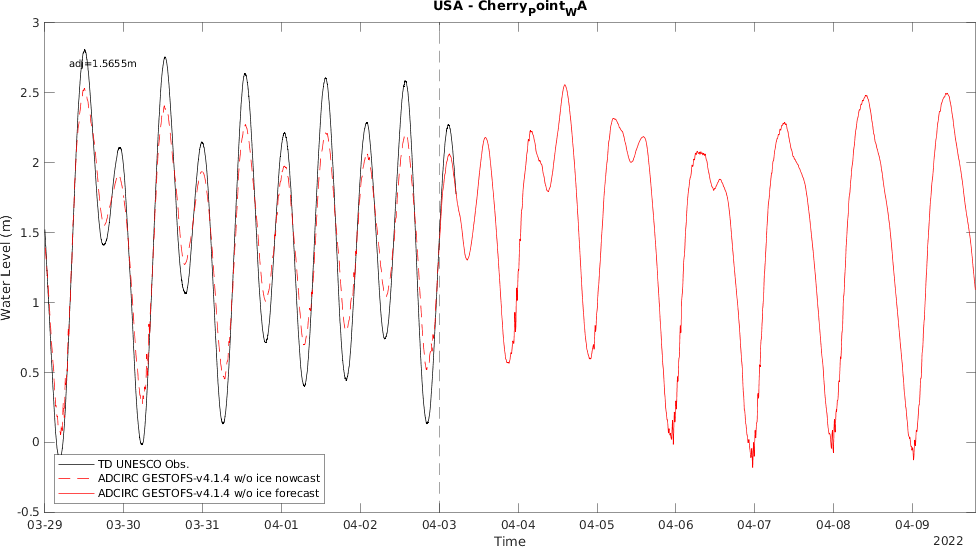 USA - CherryPointWA
3
adj=1.5655m
2.5
2
1.5
1
0.5
0
-0.5
Water Level (m)
TD UNESCO Obs.
ADCIRC GESTOFS-v4.1.4 w/o ice nowcast
ADCIRC GESTOFS-v4.1.4 w/o ice forecast
03-29 03-30 03-31 04-01 04-02 04-03 04-04 04-05 04-06 04-07 04-08 04-09
Time
2022